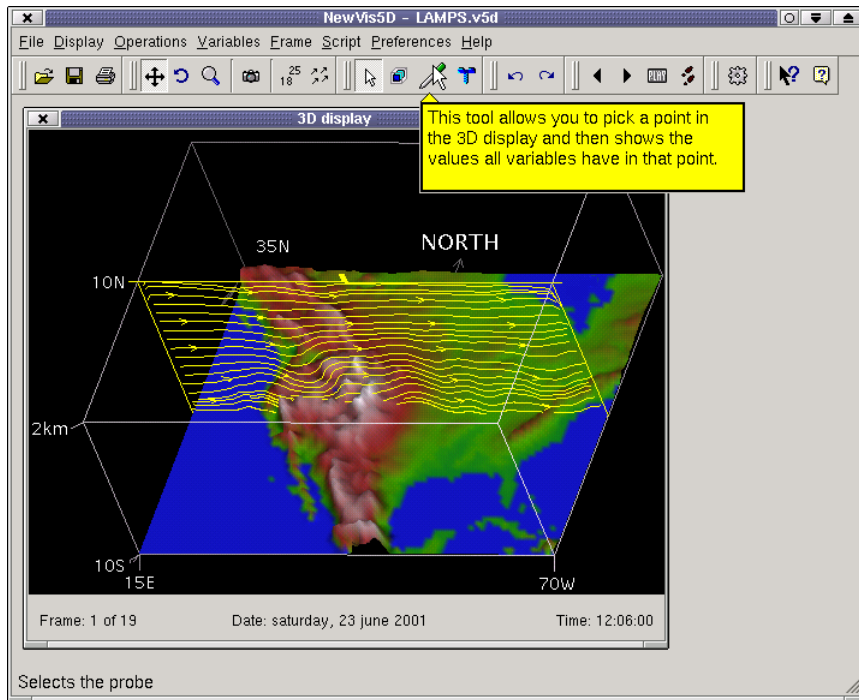 NewVis5D - LAMPS.v5d
File Display Operations Variables Frame Script Preferences Help
18 25
PLAY
3D display
This tool allows you to pick a point in
the 3D display and then shows the
values all variables have in that point.
35N
NORTH
10N
2km
10S
15E
70W
Frame: 1 of 19
Date: saturday, 23 june 2001
Time: 12:06:00
Selects the probe